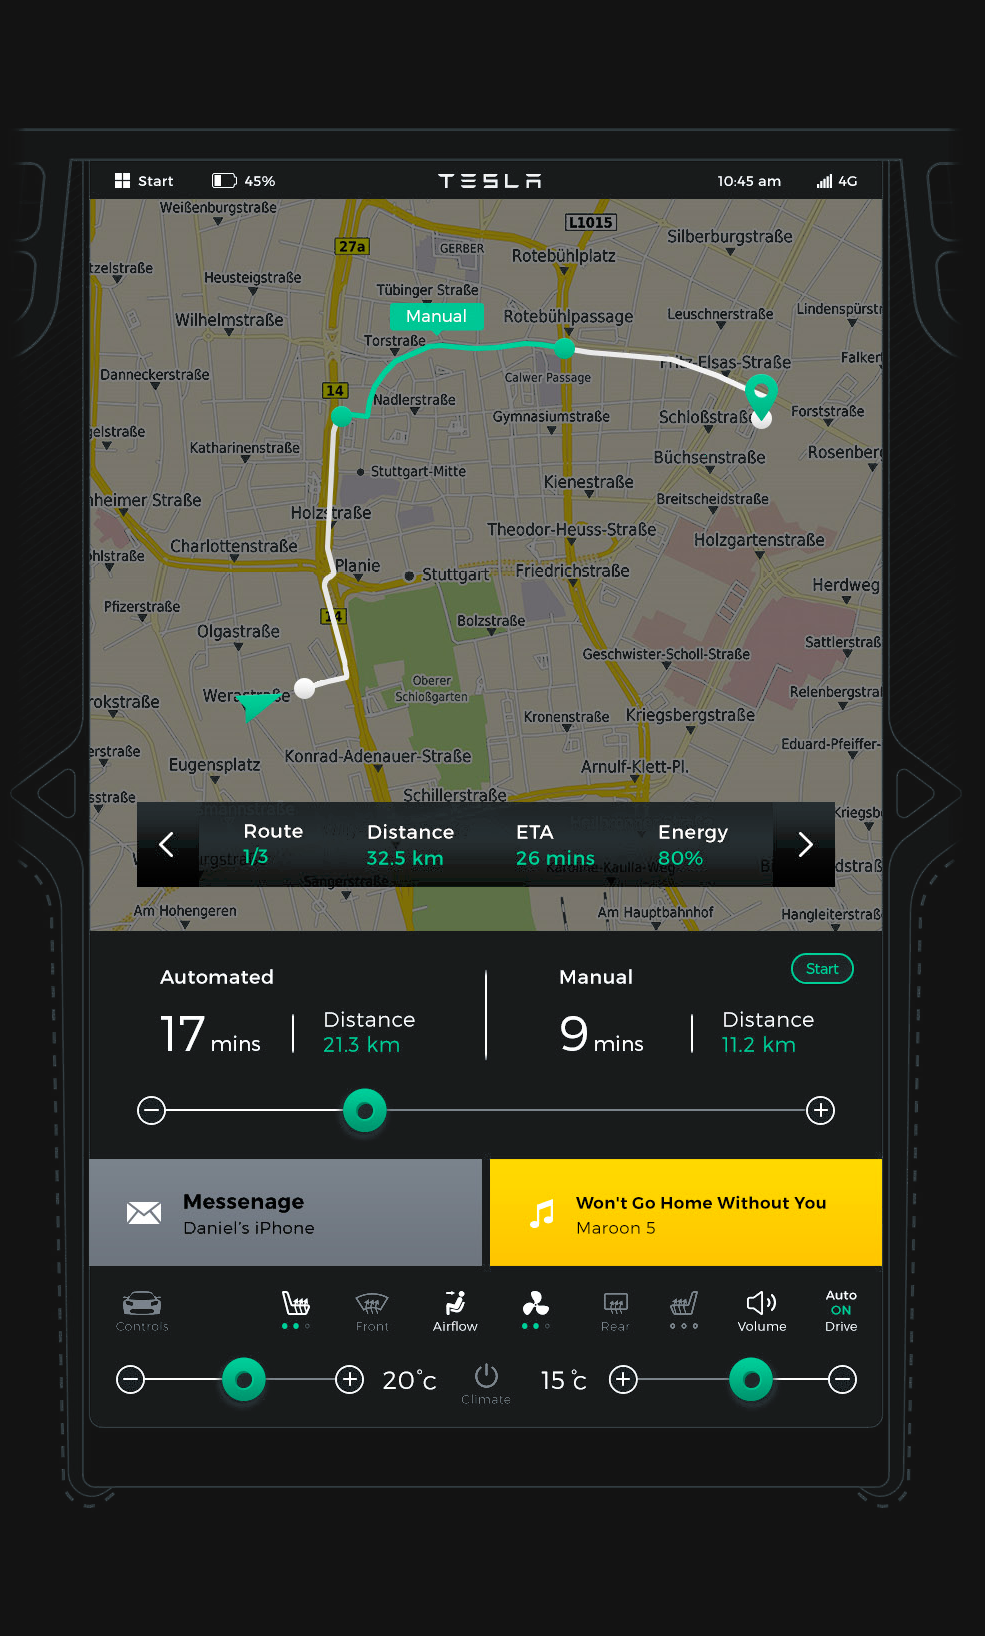 Start
45%
TESLA
10:45 am
4G
Weißenburgstraße
27a
GERBER
L1015
Rotebühlplatz
Silberburgstraße
tzelstraße
Heusteigstraße
Tübinger Straße
Manual
Rotebühlpassage
Leuschnerstraße
Lindenspürstr
Wilhelmstraße
Torstraße
Fritz-Elsas-Straße
Falker
Danneckerstraße
14
Calwer Passage
Nadlerstraße
Gymnasiumstraße
Schloßstraße
Forststraße
gelstraße
Katharinenstraße
Stuttgart-Mitte
Büchsenstraße
Rosenberg
Kienestraße
Breitscheidstraße
nheimer Straße
Holzstraße
Theodor-Heuss-Straße
Holzgartenstraße
ohlstraße
Charlottenstraße
Planie
Stuttgart
Friedrichstraße
Herdweg
Pfizerstraße
14
Bolzstraße
Olgastraße
Sattlerstraß
Geschwister-Scholl-Straße
Oberer
Schloßgarten
Werastraße
Relenbergstraß
rokstraße
Kronenstraße
Kriegsbergstraße
erstraße
Eugensplatz
Konrad-Adenauer-Straße
Arnulf-Klett-Pl.
Eduard-Pfeiffer-
sstraße
Schillerstraße
Kriegsb
Route
1/3
Distance
32.5 km
ETA
26 mins
Energy
80%
Sängerstraße
Am Hohengeren
Am Hauptbahnhof
Hangleiterstraß
Automated
17 mins
Distance
21.3 km
Manual
Start
9 mins
Distance
11.2 km
Messenage
Daniel's iPhone
Won't Go Home Without You
Maroon 5
Controls
Front
Airflow
Rear
Volume
Auto
ON
Drive
20°c
Climate
15°c